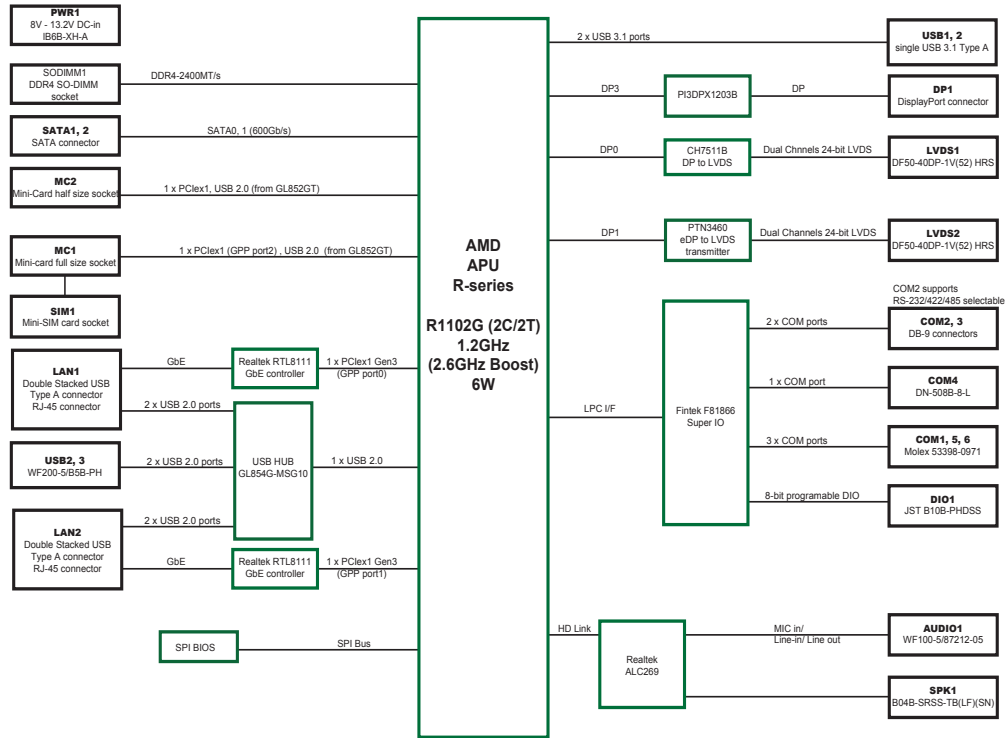 PWR1
8V - 13.2V DC-in
IB6B-XH-A
SODIMM1
DDR4 SO-DIMM
socket
DDR4-2400MT/s
SATA1, 2
SATA connector
SATA0, 1 (600Gb/s)
MC2
Mini-Card half size socket
1 x PCIex1, USB 2.0 (from GL852GT)
MC1
Mini-card full size socket
1 x PCIex1 (GPP port2) , USB 2.0 (from GL852GT)
SIM1
Mini-SIM card socket
LAN1
Double Stacked USB
Type A connector
RJ-45 connector
GbE
Realtek RTL8111
GbE controller
1 x PCIex1 Gen3
(GPP port0)
2 x USB 2.0 ports
USB2, 3
WF200-5/B5B-PH
2 x USB 2.0 ports
USB HUB
GL854G-MSG10
1 x USB 2.0
2 x USB 2.0 ports
LAN2
Double Stacked USB
Type A connector
RJ-45 connector
GbE
Realtek RTL8111
GbE controller
1 x PCIex1 Gen3
(GPP port1)
SPI BIOS
SPI Bus
AMD
APU
R-series
R1102G (2C/2T)
1.2GHz
(2.6GHz Boost)
6W
2 x USB 3.1 ports
USB1, 2
single USB 3.1 Type A
DP3
PI3DPX1203B
DP
DP1
DisplayPort connector
DP0
CH7511B
DP to LVDS
Dual Chnnels 24-bit LVDS
LVDS1
DF50-40DP-1V(52) HRS
DP1
PTN3460
eDP to LVDS
transmitter
Dual Channels 24-bit LVDS
LVDS2
DF50-40DP-1V(52) HRS
COM2 supports
RS-232/422/485 selectable
2 x COM ports
COM2, 3
DB-9 connectors
1 x COM port
COM4
DN-508B-8-L
LPC I/F
Fintek F81866
Super IO
3 x COM ports
COM1, 5, 6
Molex 53398-0971
8-bit programable DIO
DIO1
JST B10B-PHDSS
HD Link
Realtek
ALC269
MIC in/
Line-in/ Line out
AUDIO1
WF100-5/87212-05
SPK1
B04B-SRSS-TB(LF)(SN)